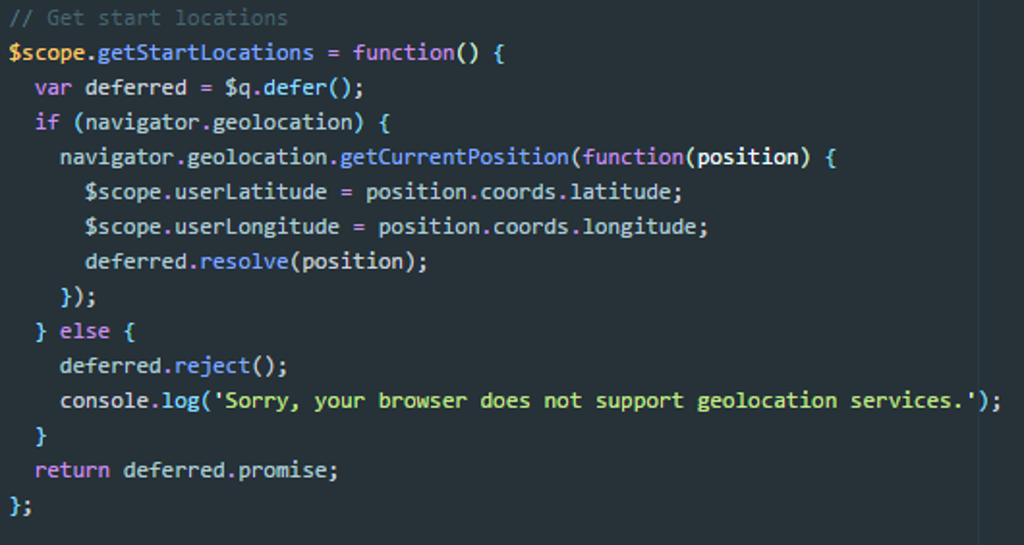 // Get start locations
$scope.getStartLocations = function() {
  var deferred = $q.defer();
  if (navigator.geolocation) {
    navigator.geolocation.getCurrentPosition(function(position) {
      $scope.userLatitude = position.coords.latitude;
      $scope.userLongitude = position.coords.longitude;
      deferred.resolve(position);
    });
  } else {
    deferred.reject();
    console.log('Sorry, your browser does not support geolocation services.');
  }
  return deferred.promise;
};